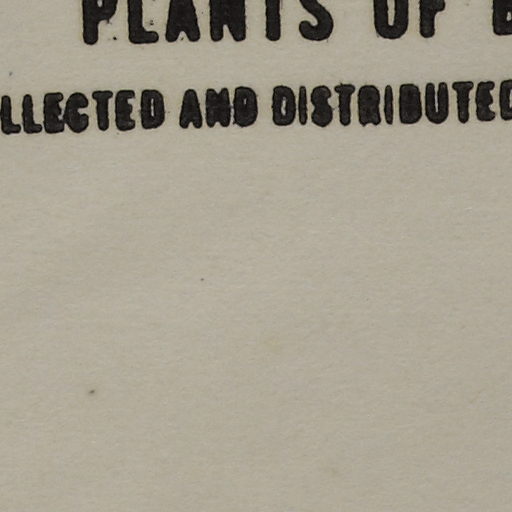 PLANTS OF
LLECTED AND DISTRIBUTED